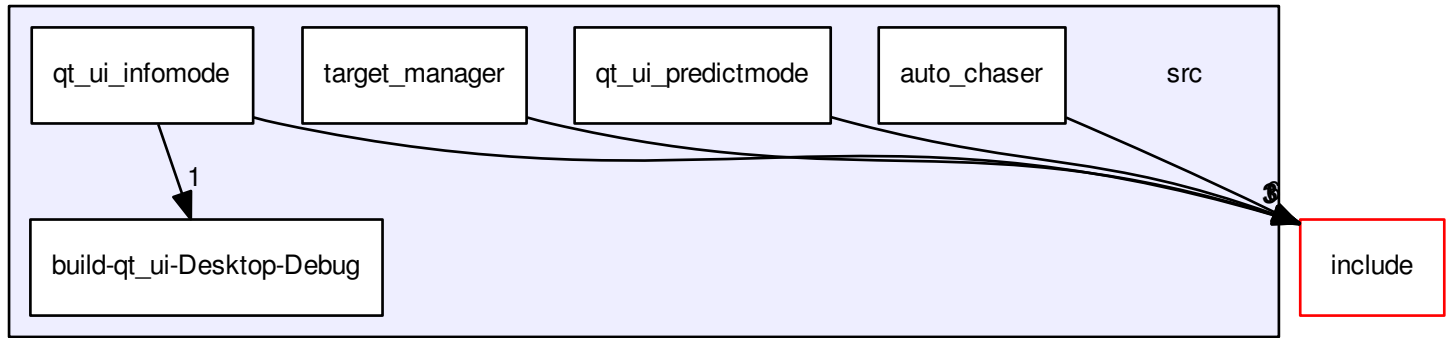 qt_ui_infomode
target_manager
qt_ui_predictmode
auto_chaser
src
1
build-qt_ui-Desktop-Debug
include